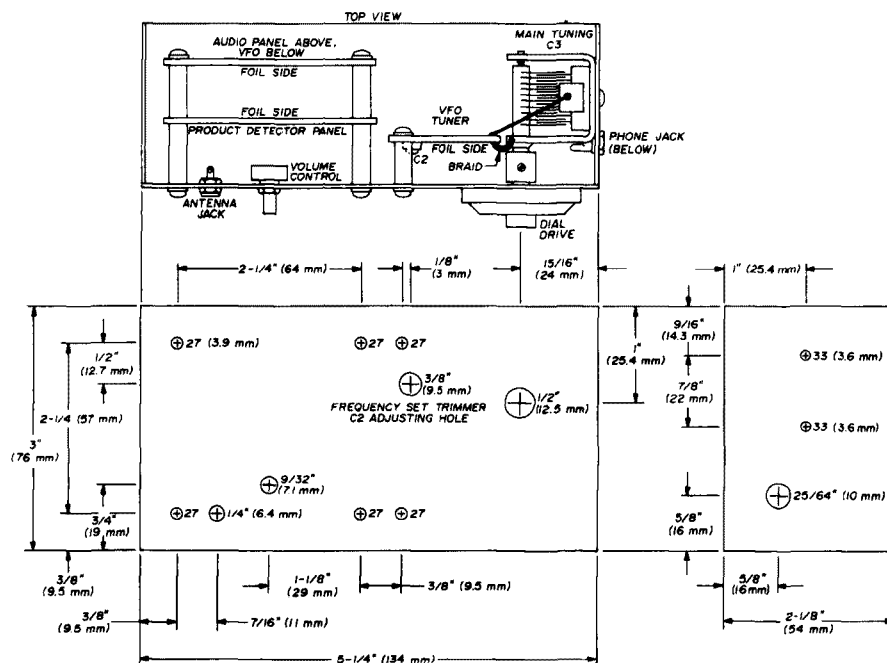 TOP VIEW
AUDIO PANEL ABOVE,
VFO BELOW
FOIL SIDE
FOIL SIDE
PRODUCT DETECTOR PANEL
MAIN TUNING
C3
VFO
TUNER
FOIL SIDE
C2
BRAID
PHONE JACK
(BELOW)
VOLUME
CONTROL
ANTENNA
JACK
DIAL
DRIVE
2-1/4" (64 mm)
1/8"
(3 mm)
15/16"
(24 mm)
1" (25.4 mm)
27 (3.9 mm)
27
27
1/2"
(12.7 mm)
3/8"
(9.5 mm)
FREQUENCY SET TRIMMER
C2 ADJUSTING HOLE
1"
(25.4 mm)
1/2"
(12.5 mm)
9/16"
(14.3 mm)
33 (3.6 mm)
7/8"
(22 mm)
33 (3.6 mm)
2-1/4 (57 mm)
3"
(76 mm)
9/32"
(7.1 mm)
27
1/4" (6.4 mm)
27
27
3/4"
(19 mm)
25/64" (10 mm)
5/8"
(16 mm)
3/8"
(9.5 mm)
1-1/8"
(29 mm)
3/8" (9.5 mm)
5/8"
(16mm)
3/8"
(9.5 mm)
7/16" (11 mm)
2-1/8"
(54 mm)
5-1/4" (134 mm)